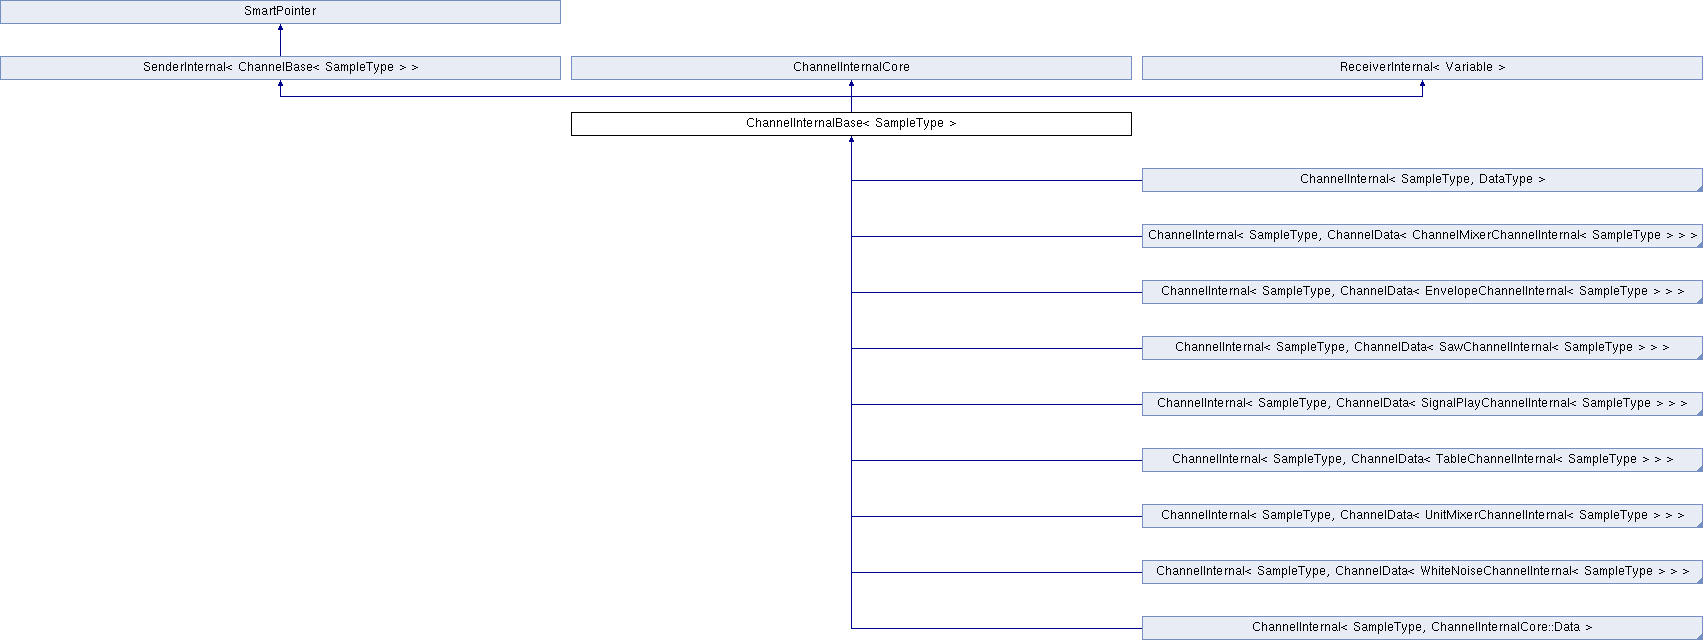 SmartPointer
SenderInternal< ChannelBase< SampleType > >
ChannelInternalCore
ReceiverInternal< Variable >
ChannelInternalBase< SampleType >
ChannelInternal< SampleType, DataType >
ChannelInternal< SampleType, ChannelData< ChannelMixerChannelInternal< SampleType > > >
ChannelInternal< SampleType, ChannelData< EnvelopeChannelInternal< SampleType > > >
ChannelInternal< SampleType, ChannelData< SawChannelInternal< SampleType > > >
ChannelInternal< SampleType, ChannelData< SignalPlayChannelInternal< SampleType > > >
ChannelInternal< SampleType, ChannelData< TableChannelInternal< SampleType > > >
ChannelInternal< SampleType, ChannelData< UnitMixerChannelInternal< SampleType > > >
ChannelInternal< SampleType, ChannelData< WhiteNoiseChannelInternal< SampleType > > >
ChannelInternal< SampleType, ChannelInternalCore::Data >